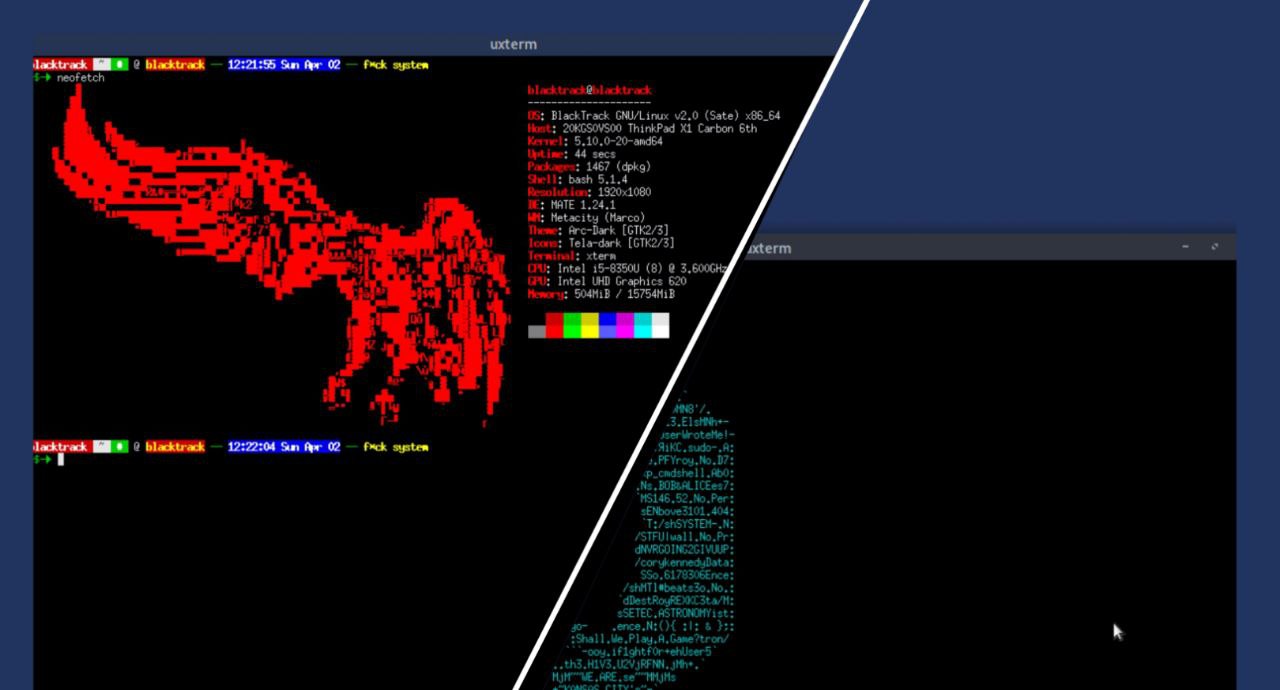 uxterm
lacktrack ~ @ blacktrack — 12:21:55 Sun Apr 02 — f*ck system
$→ neofetch
blacktrack@blacktrack
---------------------
OS: BlackTrack GNU/Linux v2.0 (Sate) x86_64
Host: 20KGS0VS00 ThinkPad X1 Carbon 6th
Kernel: 5.10.0-20-amd64
Uptime: 44 secs
Packages: 1467 (dpkg)
Shell: bash 5.1.4
Resolution: 1920x1080
DE: MATE 1.24.1
WM: Metacity (Marco)
Theme: Arc-Dark [GTK2/3]
Icons: Tela-dark [GTK2/3]
Terminal: xterm
CPU: Intel i5-8350U (8) @ 3.600GHz
GPU: Intel UHD Graphics 620
Memory: 504MiB / 15754MiB
lacktrack ~ @ blacktrack — 12:22:04 Sun Apr 02 — f*ck system
$→
uxterm
MN8'/.
.3.ElsMNh+-
userWroteMe!-
.ЯiKC.sudo-.A:
.PFYroy.No.D7:
xp_cmdshell.Ab0:
.Ns.BOB&ALICEes7:
`MS146.52.No.Per:
sENbove3101.404:
`T:/shSYSTEM-.N:
/STFU|wall.No.Pr:
dNVRGOING2GIVUUP:
/corykennedyData:
SSo.6178306Ence:
/shMTl#beats3o.No.:
`dDestRoyREXKC3ta/M:
sSETEC.ASTRONOMYist:
yo- .ence.N:(){ :|: & };:
:Shall.We.Play.A.Game?tron/
```-ooy.if1ghtf0r+ehUser5`
..th3.H1V3.U2VjRFNN.jMh+.`
MjM~~WE.ARE.se~~MMjMs
+~KANSAS.CITY's~-`